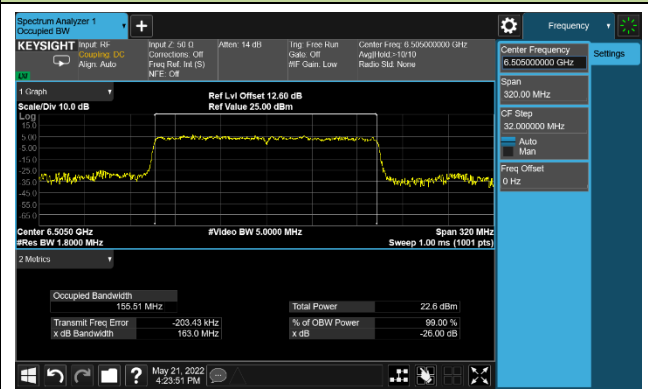 Spectrum Analyzer 1
Occupied BW
Frequency
KEYSIGHT
Input: RF
Coupling: DC
Align: Auto
Input Z: 50 Ω
Corrections: Off
Freq Ref: Int (S)
NFE: Off
Atten: 14 dB
Trig: Free Run
Gate: Off
#IF Gain: Low
Center Freq: 6.505000000 GHz
Avg|Hold:>10/10
Radio Std: None
Center Frequency
6.505000000 GHz
Settings
Span
320.00 MHz
CF Step
32.000000 MHz
Auto
Man
Freq Offset
0 Hz
1 Graph
Scale/Div 10.0 dB
Ref Lvl Offset 12.60 dB
Ref Value 25.00 dBm
Log
15.0
5.00
-5.00
-15.0
-25.0
-35.0
-45.0
-55.0
-65.0
Center 6.5050 GHz
#Video BW 5.0000 MHz
Span 320 MHz
#Res BW 1.8000 MHz
Sweep 1.00 ms (1001 pts)
2 Metrics
Occupied Bandwidth
155.51 MHz
Total Power
22.6 dBm
Transmit Freq Error
-203.43 kHz
% of OBW Power
99.00 %
x dB Bandwidth
163.0 MHz
x dB
-26.00 dB
?
May 21, 2022
4:23:51 PM